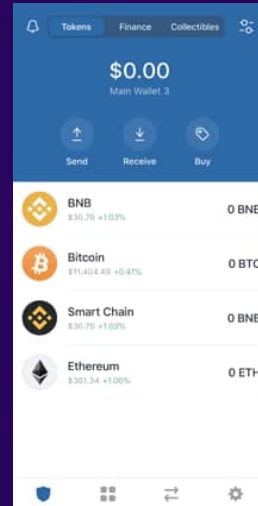 Tokens Finance Collectibles
$0.00
Main Wallet 3
Send Receive Buy
BNB 0 BNB
$30.76 +1.03%
Bitcoin 0 BTC
$11,404.49 +0.41%
Smart Chain 0 BNB
$30.76 +1.03%
Ethereum 0 ETH
$381.34 +1.06%